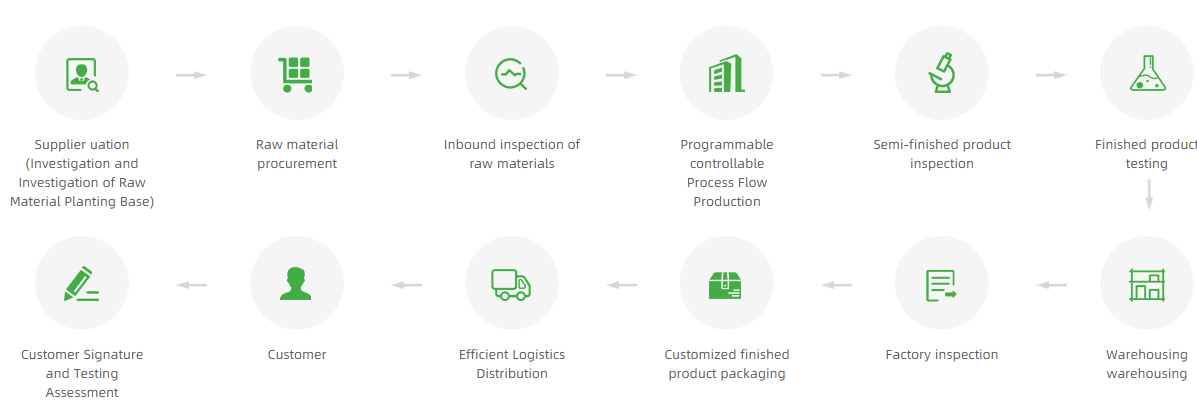 Supplier uation
(Investigation and
Investigation of Raw
Material Planting Base)
Raw material
procurement
Inbound inspection of
raw materials
Programmable
controllable
Process Flow
Production
Semi-finished product
inspection
Finished product
testing
Customer Signature
and Testing
Assessment
Customer
Efficient Logistics
Distribution
Customized finished
product packaging
Factory inspection
Warehousing
warehousing